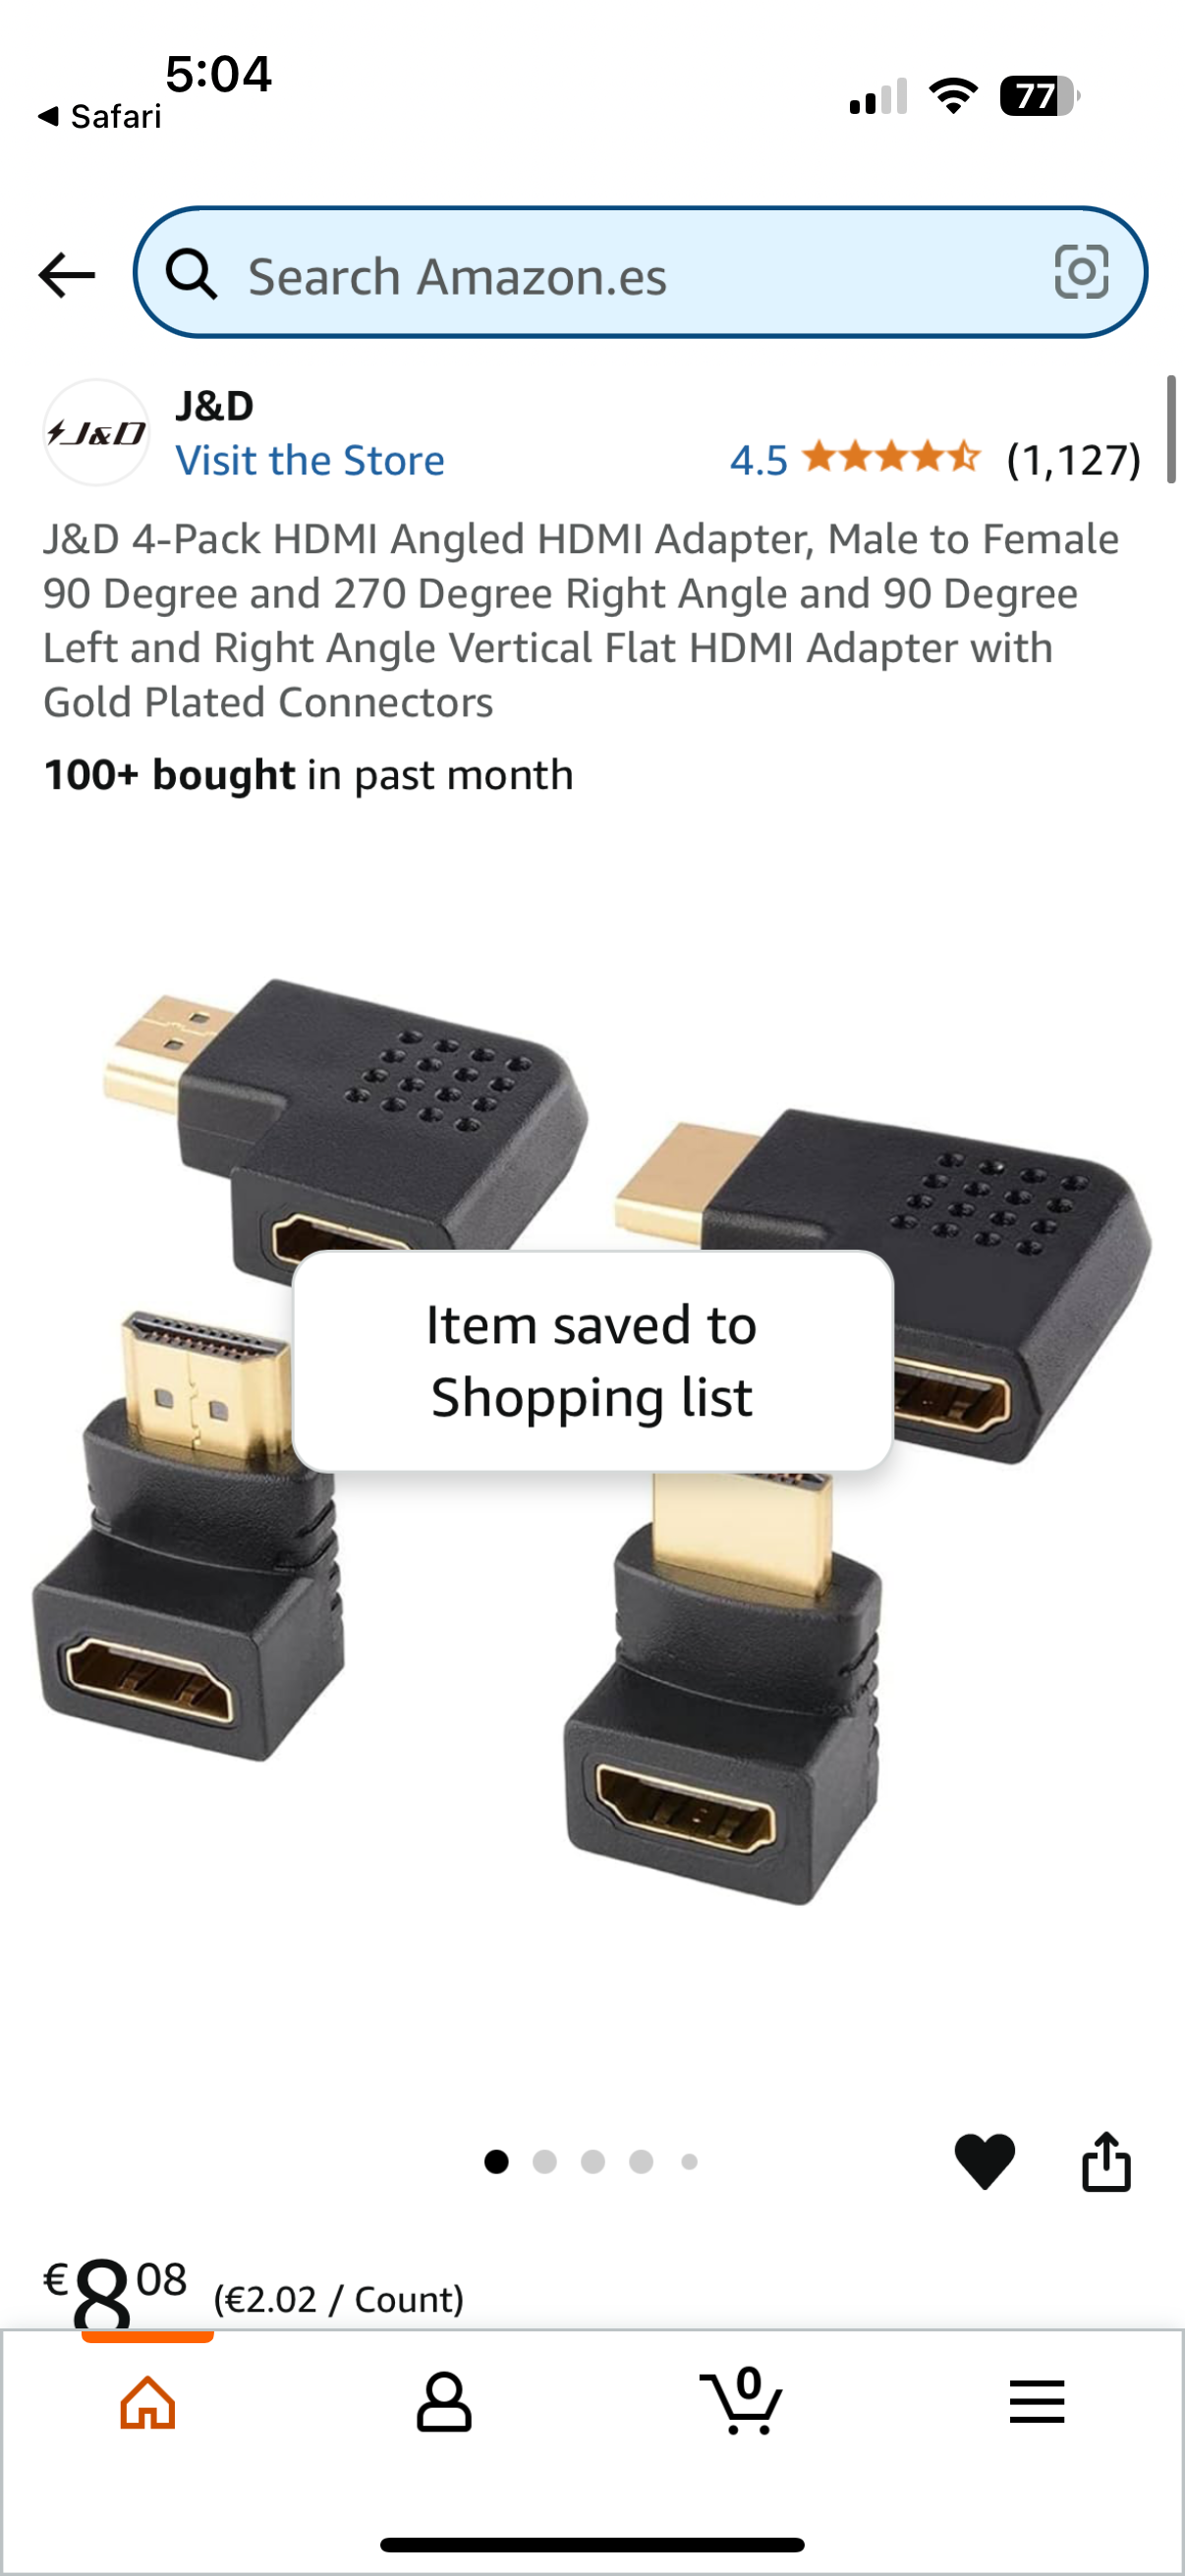 5:04
◀ Safari
77
Search Amazon.es
J&D
J&D
Visit the Store
4.5
(1,127)
J&D 4-Pack HDMI Angled HDMI Adapter, Male to Female
90 Degree and 270 Degree Right Angle and 90 Degree
Left and Right Angle Vertical Flat HDMI Adapter with
Gold Plated Connectors
100+ bought in past month
Item saved to
Shopping list
€8 08 (€2.02 / Count)
0